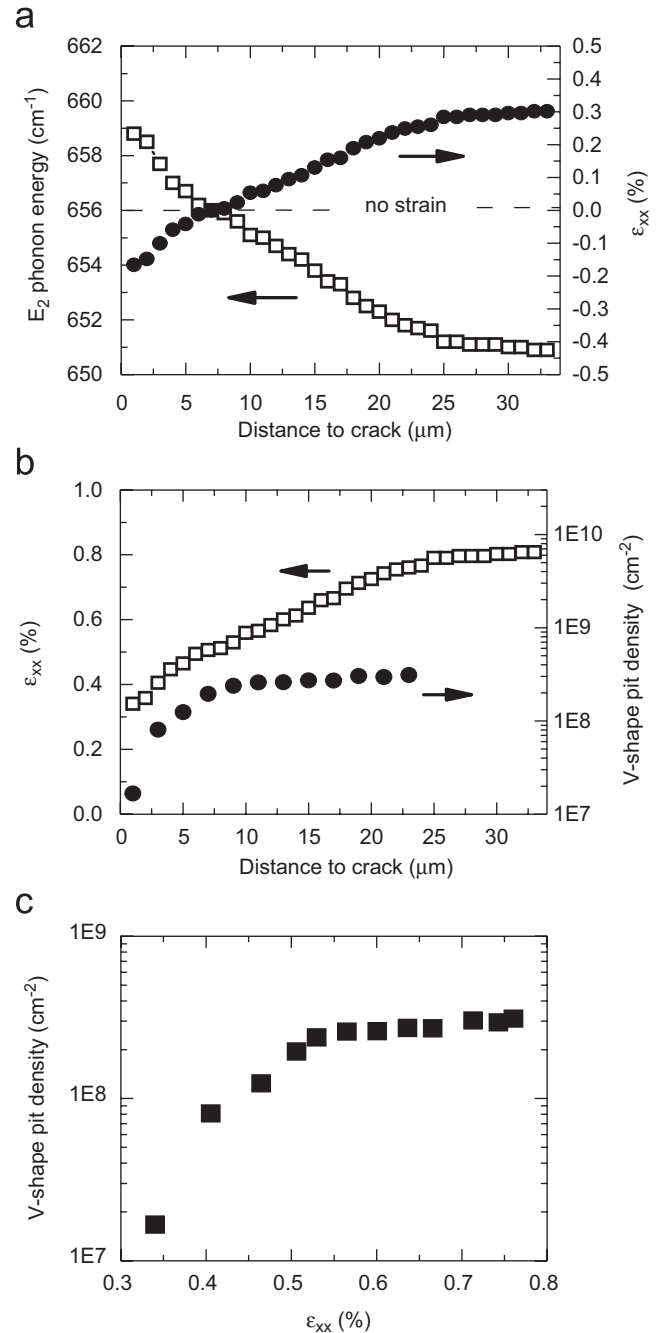 a
662
660
658
656
654
652
650
E₂ phonon energy (cm⁻¹)
0.5
0.4
0.3
0.2
0.1
0.0
-0.1
-0.2
-0.3
-0.4
-0.5
εxx (%)
no strain
0 5 10 15 20 25 30
Distance to crack (μm)
b
1.0
0.8
0.6
0.4
0.2
0.0
εxx (%)
1E10
1E9
1E8
1E7
V-shape pit density (cm⁻²)
0 5 10 15 20 25 30
Distance to crack (μm)
c
1E9
1E8
1E7
V-shape pit density (cm⁻²)
0.3 0.4 0.5 0.6 0.7 0.8
εxx (%)